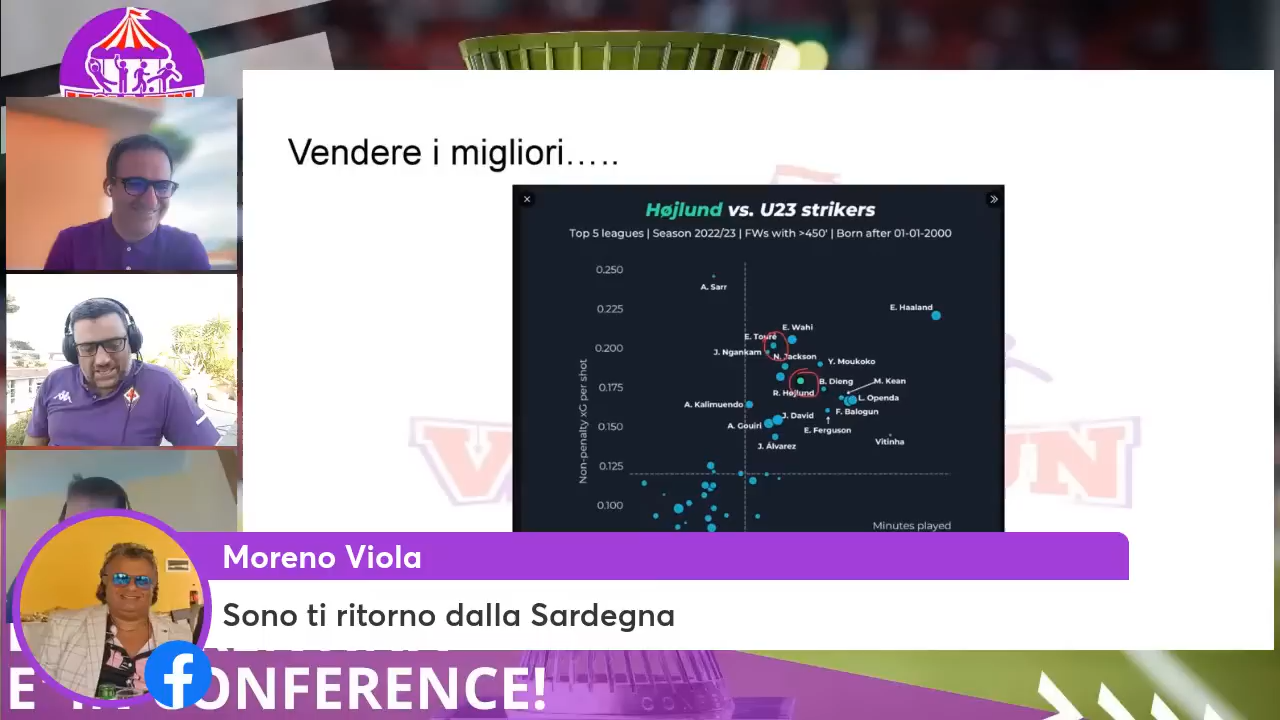 Vendere i migliori.....
Højlund vs. U23 strikers
Top 5 leagues | Season 2022/23 | FWs with >450' | Born after 01-01-2000
0.250
A. Sarr
0.225
E. Haaland
E. Wahi
E. Touré
0.200
J. Ngankam
N. Jackson
Y. Moukoko
0.175
B. Dieng
M. Kean
R. Højlund
L. Openda
A. Kalimuendo
F. Balogun
J. David
0.150
A. Gouiri
E. Ferguson
J. Álvarez
Vitinha
0.125
0.100
Non-penalty xG per shot
Minutes played
Moreno Viola
Sono ti ritorno dalla Sardegna
CONFERENCE!